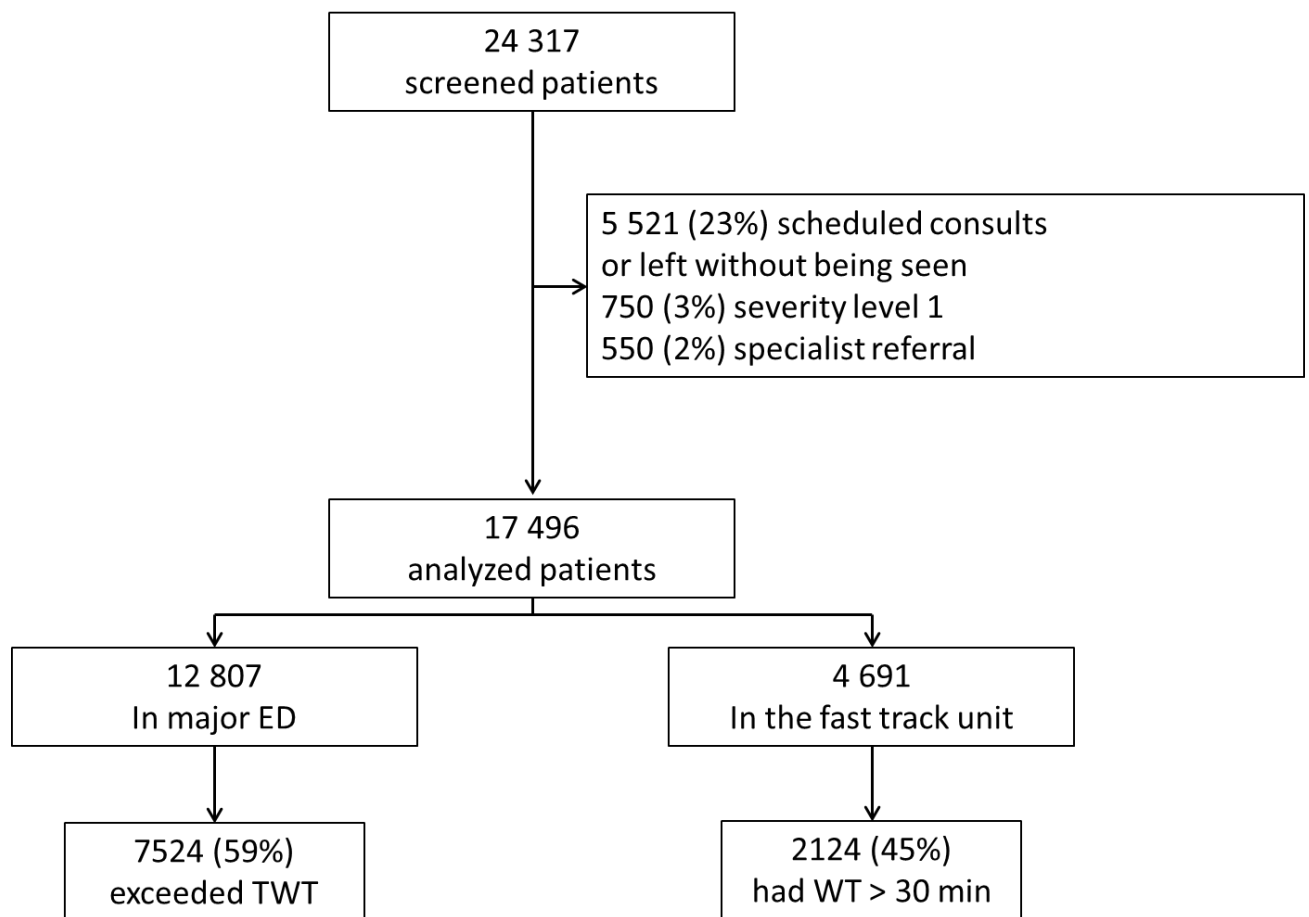 24 317
screened patients
5 521 (23%) scheduled consults
or left without being seen
750 (3%) severity level 1
550 (2%) specialist referral
17 496
analyzed patients
12 807
In major ED
4 691
In the fast track unit
7524 (59%)
exceeded TWT
2124 (45%)
had WT > 30 min